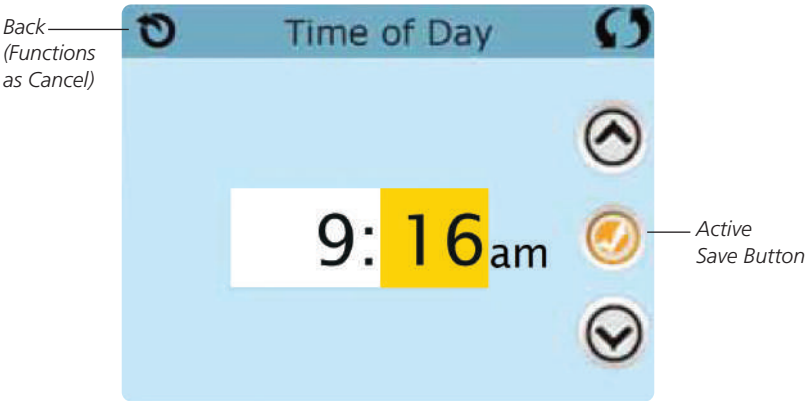 Back
(Functions
as Cancel)
Time of Day
9:16am
Active
Save Button